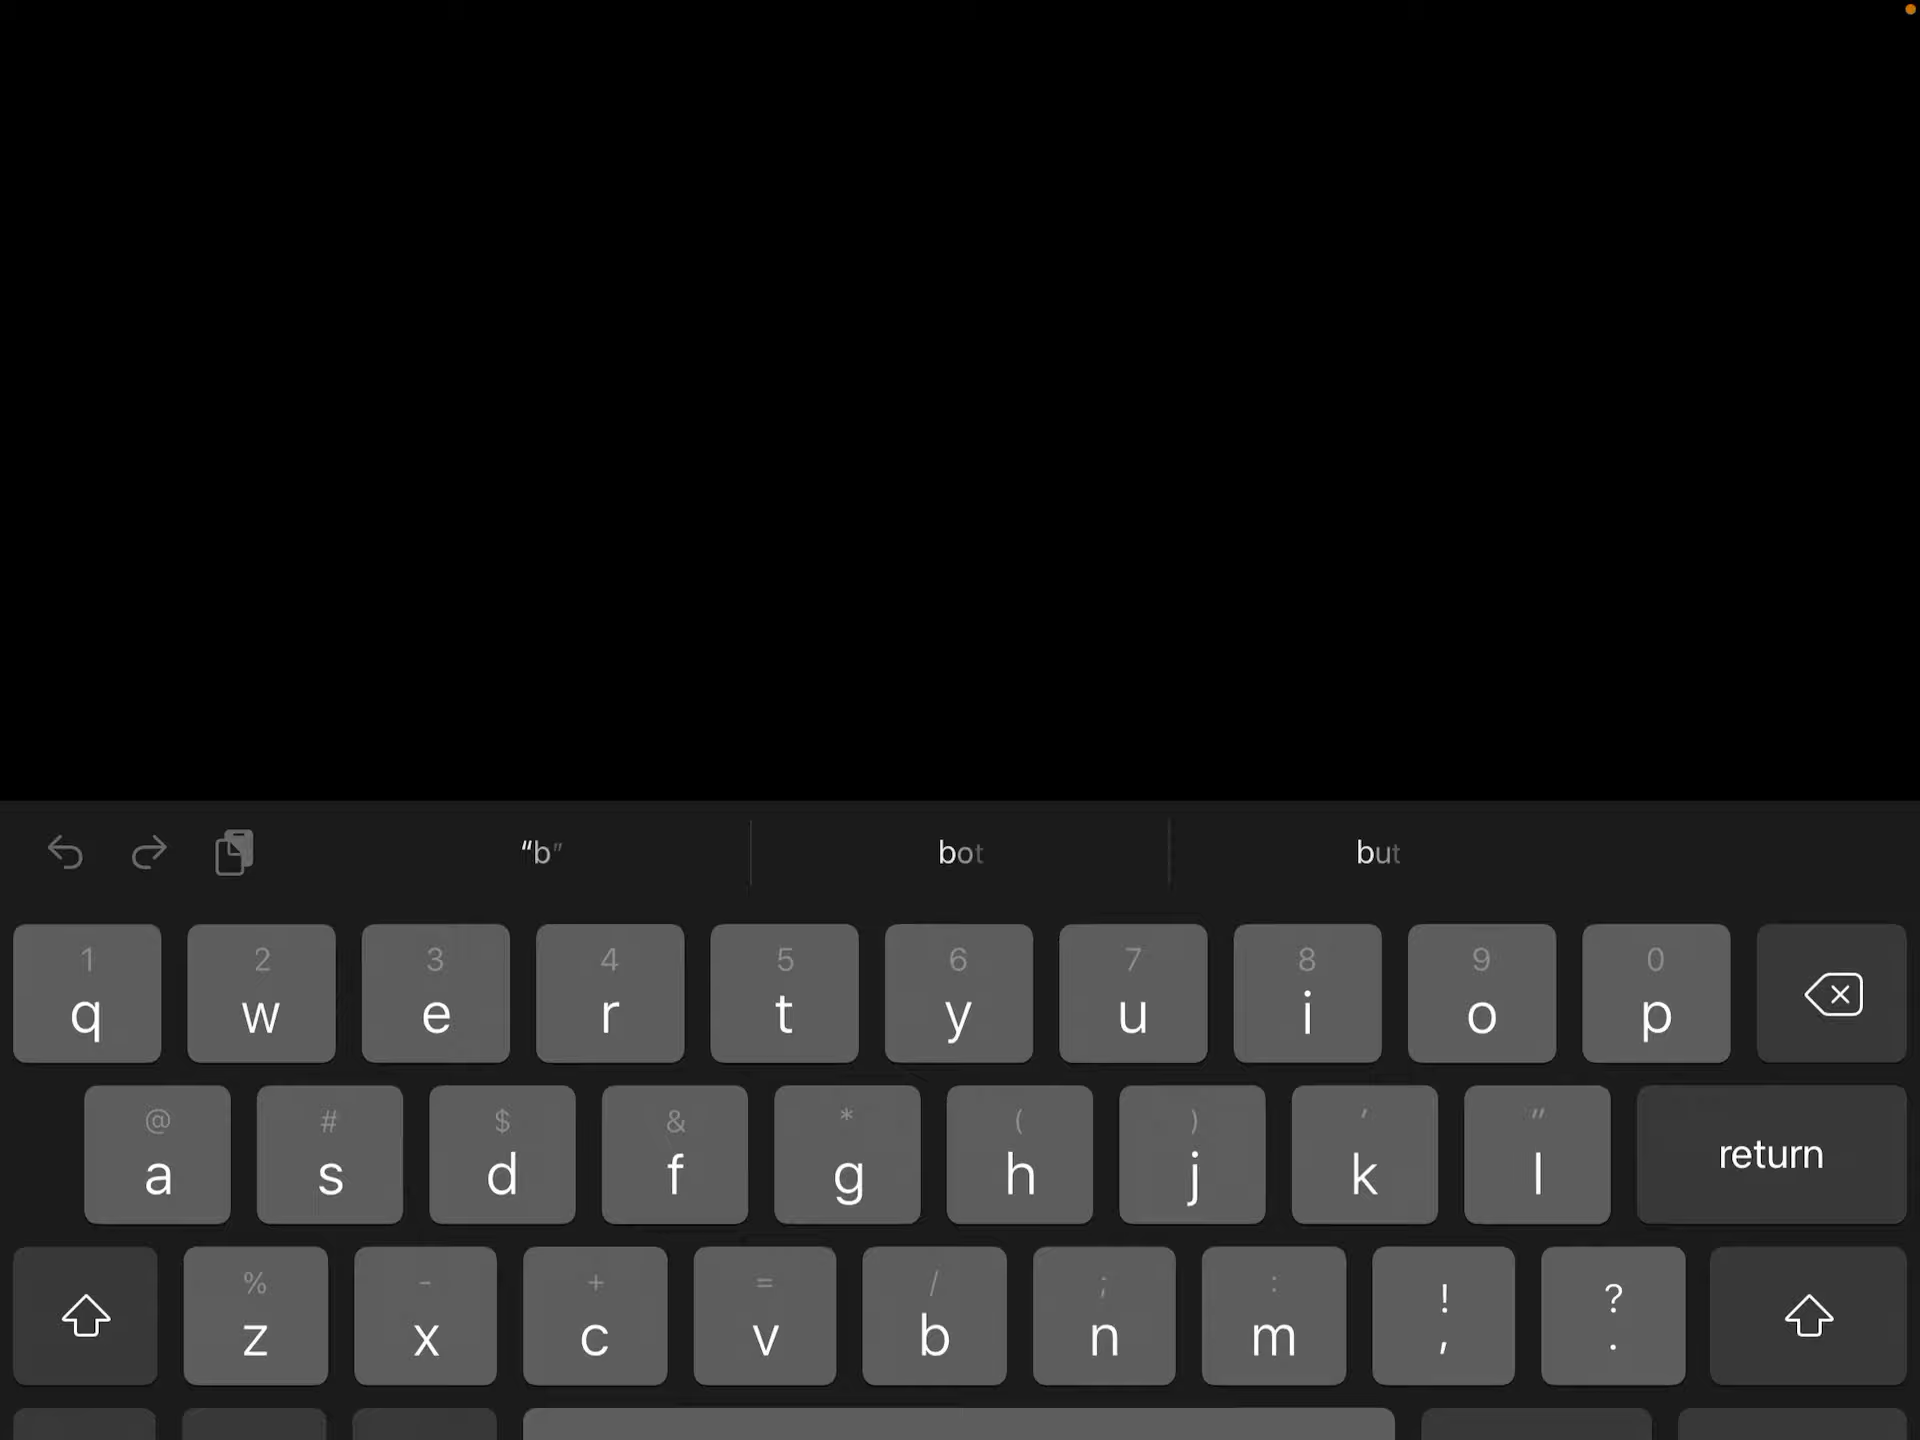 “b” bot but
1 2 3 4 5 6 7 8 9 0
q w e r t y u i o p
@ # $ & * ( ) ' "
a s d f g h j k l return
% - + = / ; : ! ?
z x c v b n m , .